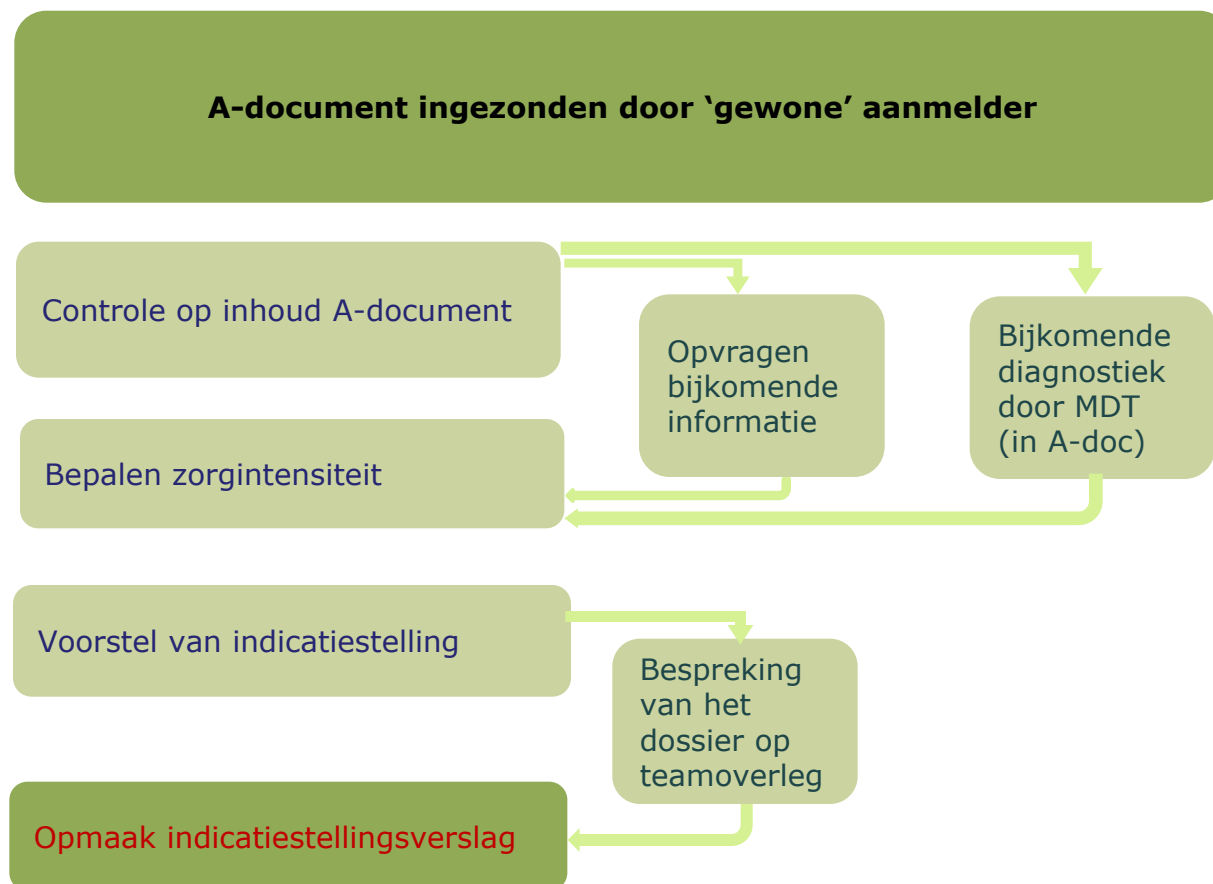 A-document ingezonden door ‘gewone’ aanmelder
Controle op inhoud A-document
Opvragen
bijkomende
informatie
Bijkomende
diagnostiek
door MDT
(in A-doc)
Bepalen zorgintensiteit
Voorstel van indicatiestelling
Bespreking
van het
dossier op
teamoverleg
Opmaak indicatiestellingsverslag